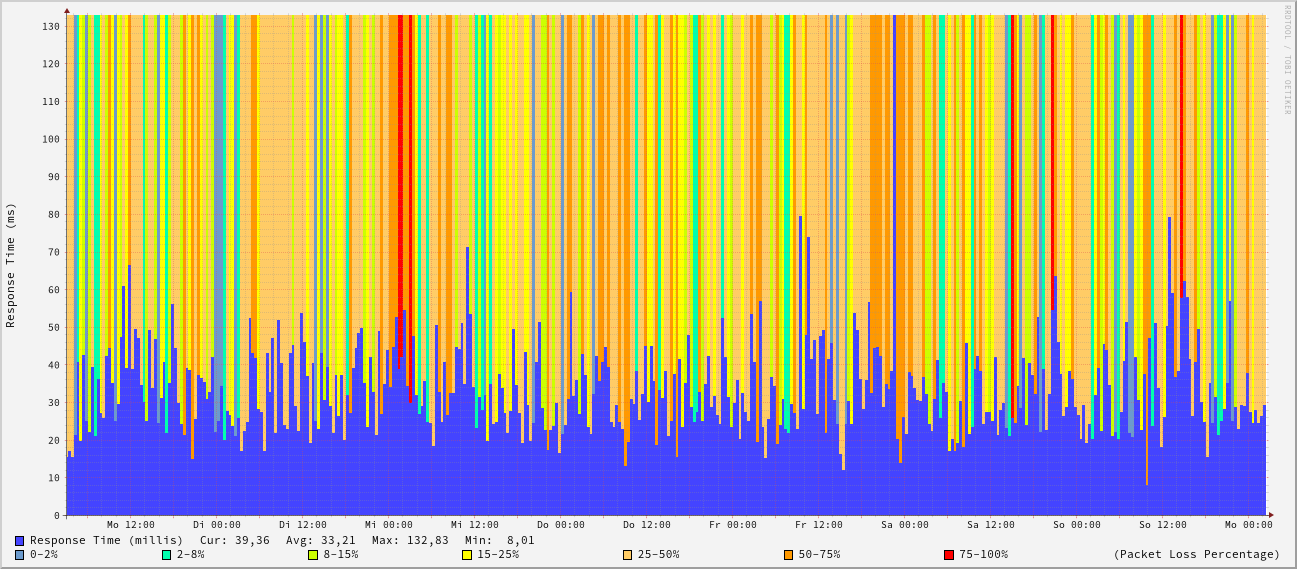 RRDTOOL / TOBI OETIKER
Response Time (ms)
130
120
110
100
90
80
70
60
50
40
30
20
10
0
Mo 12:00 Di 00:00 Di 12:00 Mi 00:00 Mi 12:00 Do 00:00 Do 12:00 Fr 00:00 Fr 12:00 Sa 00:00 Sa 12:00 So 00:00 So 12:00 Mo 00:00
Response Time (millis) Cur: 39,36 Avg: 33,21 Max: 132,83 Min: 8,01
0-2% 2-8% 8-15% 15-25% 25-50% 50-75% 75-100% (Packet Loss Percentage)